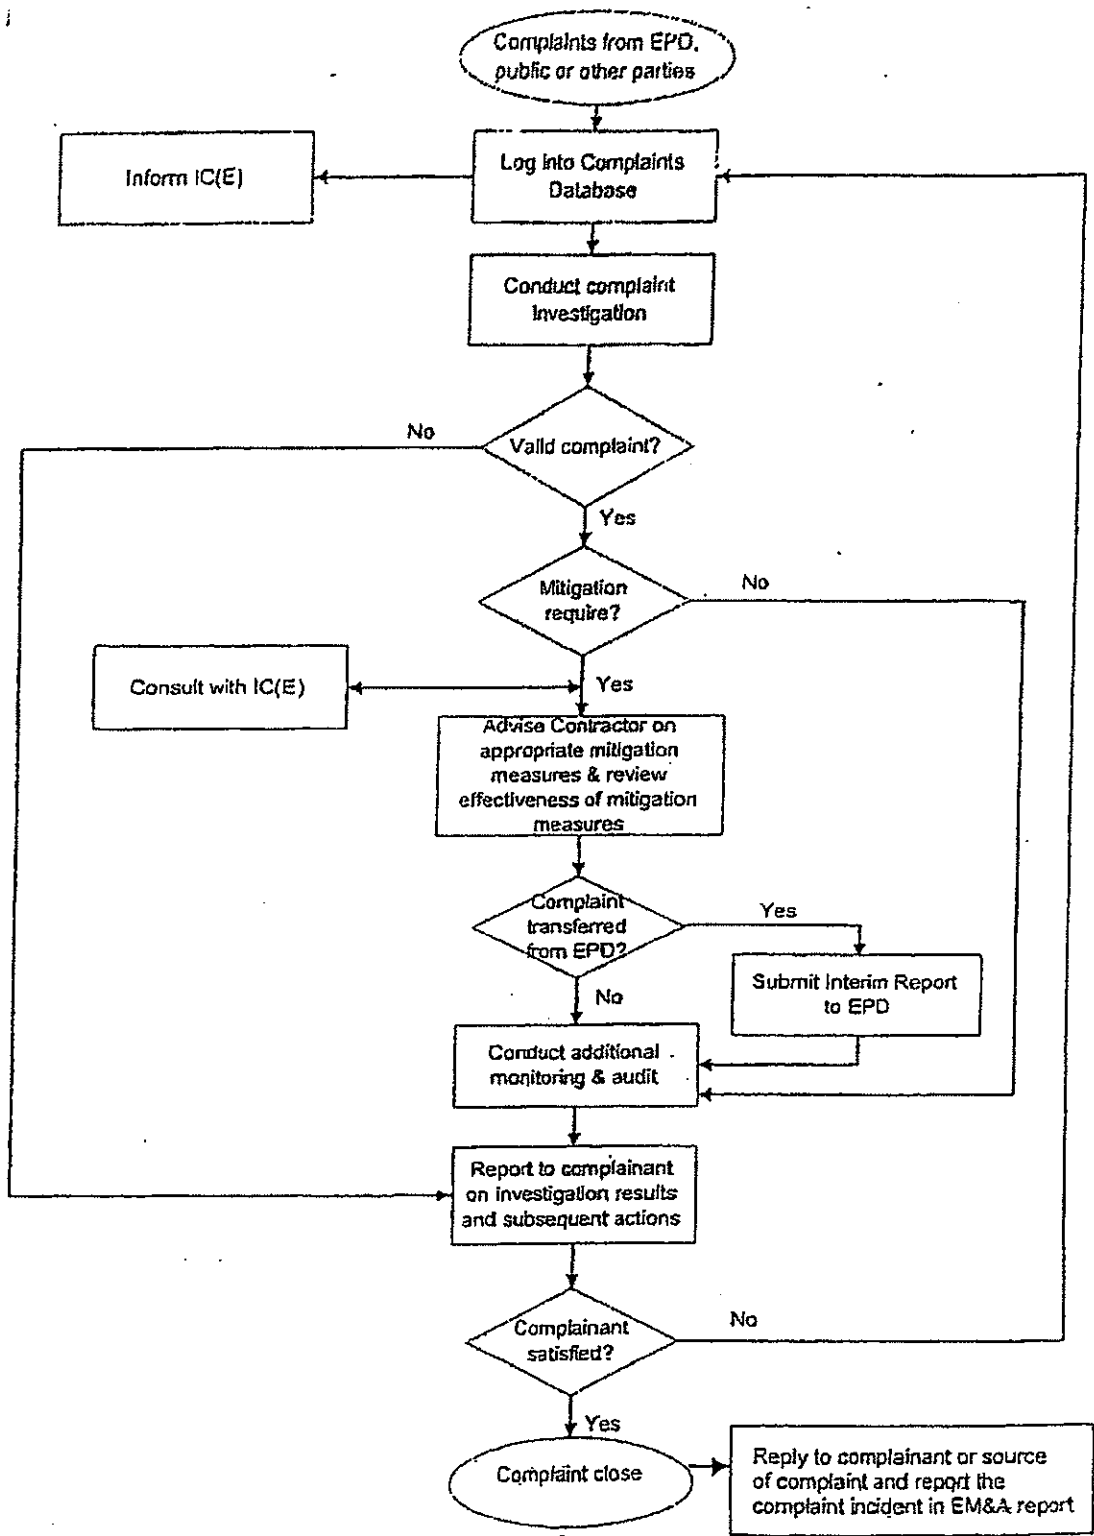 Complaints from EPD,
public or other parties
Inform IC(E)
Log into Complaints
Database
Conduct complaint
Investigation
No
Valid complaint?
Yes
Mitigation
require?
No
Consult with IC(E)
Yes
Advise Contractor on
appropriate mitigation
measures & review
effectiveness of mitigation
measures
Complaint
transferred
from EPD?
Yes
No
Submit Interim Report
to EPD
Conduct additional
monitoring & audit
Report to complainant
on investigation results
and subsequent actions
Complainant
satisfied?
No
Yes
Complaint close
Reply to complainant or source
of complaint and report the
complaint incident in EM&A report